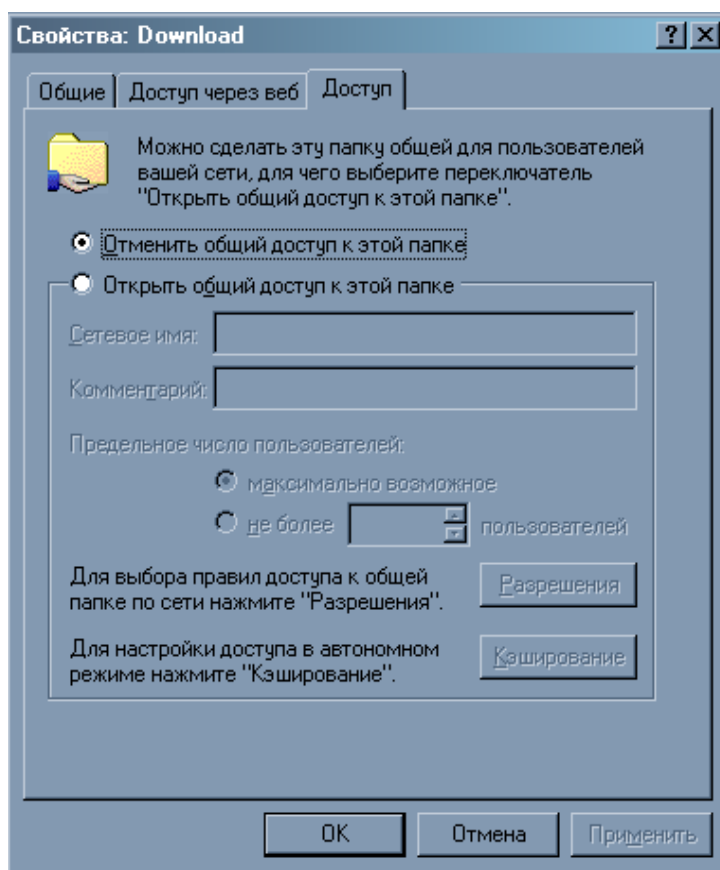 Свойства: Download
Общие
Доступ через веб
Доступ
Можно сделать эту папку общей для пользователей
вашей сети, для чего выберите переключатель
"Открыть общий доступ к этой папке".
Отменить общий доступ к этой папке
Открыть общий доступ к этой папке
Сетевое имя:
Комментарий:
Предельное число пользователей:
максимально возможное
не более
пользователей
Для выбора правил доступа к общей
папке по сети нажмите "Разрешения".
Разрешения
Для настройки доступа в автономном
режиме нажмите "Кэширование".
Кэширование
OK
Отмена
Применить